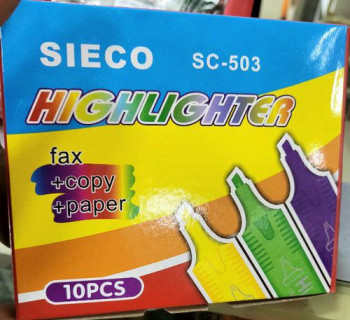 SIECO SC-503
HIGHLIGHTER
fax
+copy
+paper
10PCS